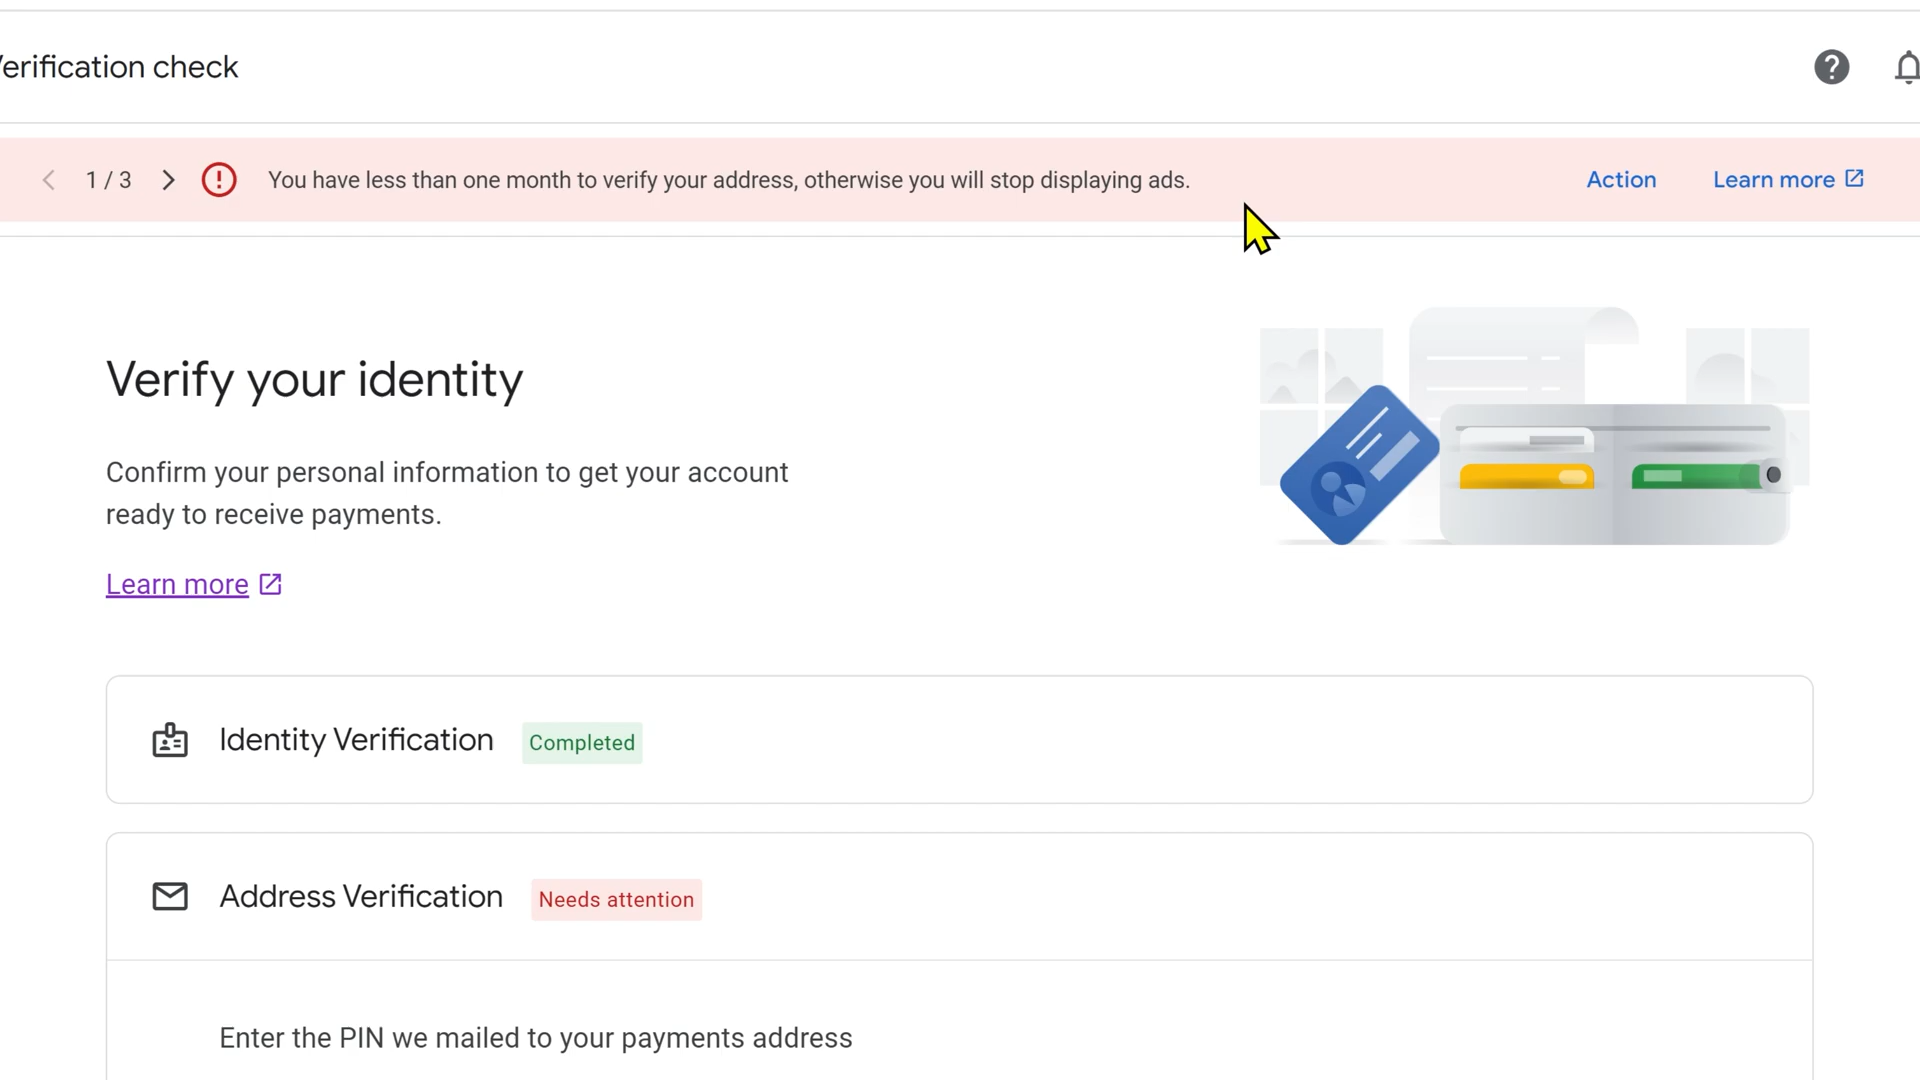 erification check
1 / 3
You have less than one month to verify your address, otherwise you will stop displaying ads.
Action
Learn more
Verify your identity
Confirm your personal information to get your account
ready to receive payments.
Learn more
Identity Verification
Completed
Address Verification
Needs attention
Enter the PIN we mailed to your payments address